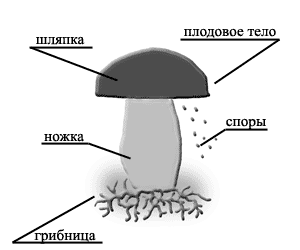 плодовое тело
шляпка
споры
ножка
грибница